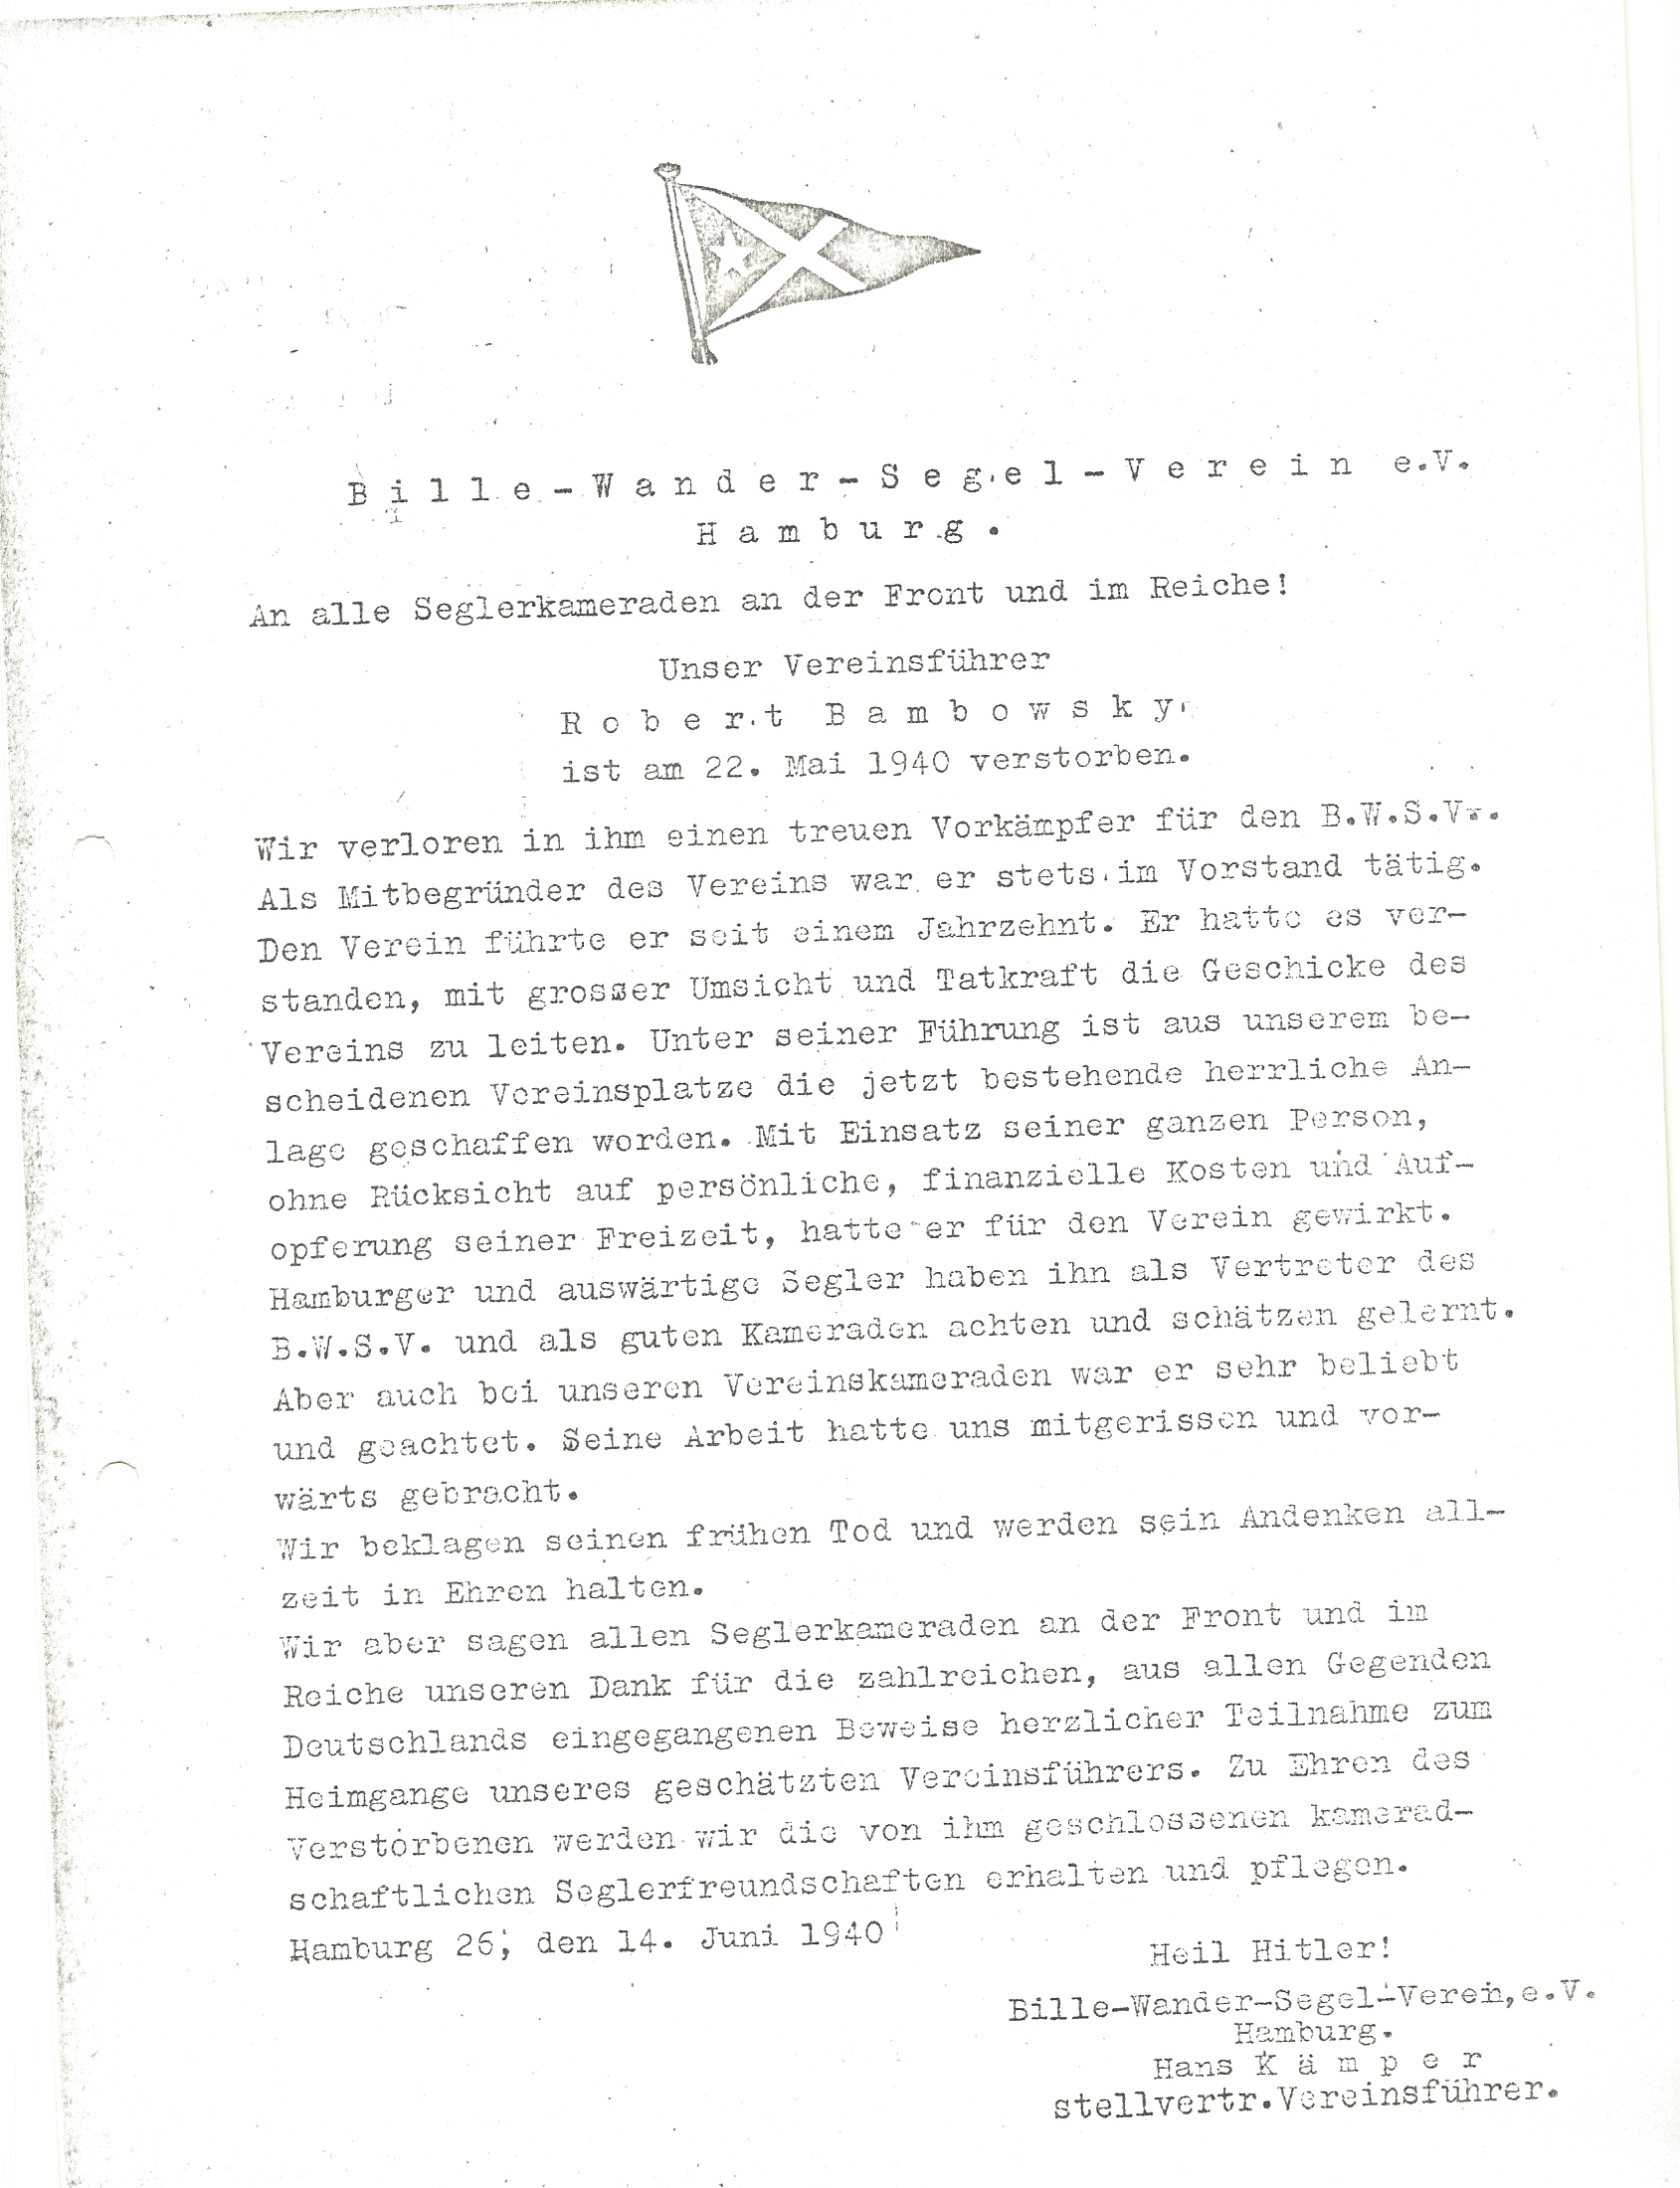 B i l l e - W a n d e r - S e g e l - V e r e i n e.V.
H a m b u r g .
An alle Seglerkameraden an der Front und im Reiche!
Unser Vereinsführer
R o b e r t B a m b o w s k y
ist am 22. Mai 1940 verstorben.
Wir verloren in ihm einen treuen Vorkämpfer für den B.W.S.V.
Als Mitbegründer des Vereins war er stets im Vorstand tätig.
Den Verein führte er seit einem Jahrzehnt. Er hatte es ver-
standen, mit grosser Umsicht und Tatkraft die Geschicke des
Vereins zu leiten. Unter seiner Führung ist aus unserem be-
scheidenen Vereinsplatze die jetzt bestehende herrliche An-
lage geschaffen worden. Mit Einsatz seiner ganzen Person,
ohne Rücksicht auf persönliche, finanzielle Kosten und Auf-
opferung seiner Freizeit, hatte er für den Verein gewirkt.
Hamburger und auswärtige Segler haben ihn als Vertreter des
B.W.S.V. und als guten Kameraden achten und schätzen gelernt.
Aber auch bei unseren Vereinskameraden war er sehr beliebt
und geachtet. Seine Arbeit hatte uns mitgerissen und vor-
wärts gebracht.
Wir beklagen seinen frühen Tod und werden sein Andenken all-
zeit in Ehren halten.
Wir aber sagen allen Seglerkameraden an der Front und im
Reiche unseren Dank für die zahlreichen, aus allen Gegenden
Deutschlands eingegangenen Beweise herzlicher Teilnahme zum
Heimgange unseres geschätzten Vereinsführers. Zu Ehren des
Verstorbenen werden wir die von ihm geschlossenen kamerad-
schaftlichen Seglerfreundschaften erhalten und pflegen.
Hamburg 26, den 14. Juni 1940
Heil Hitler!
Bille-Wander-Segel-Verein, e.V.
Hamburg.
Hans K ä m p e r
stellvertr.Vereinsführer.